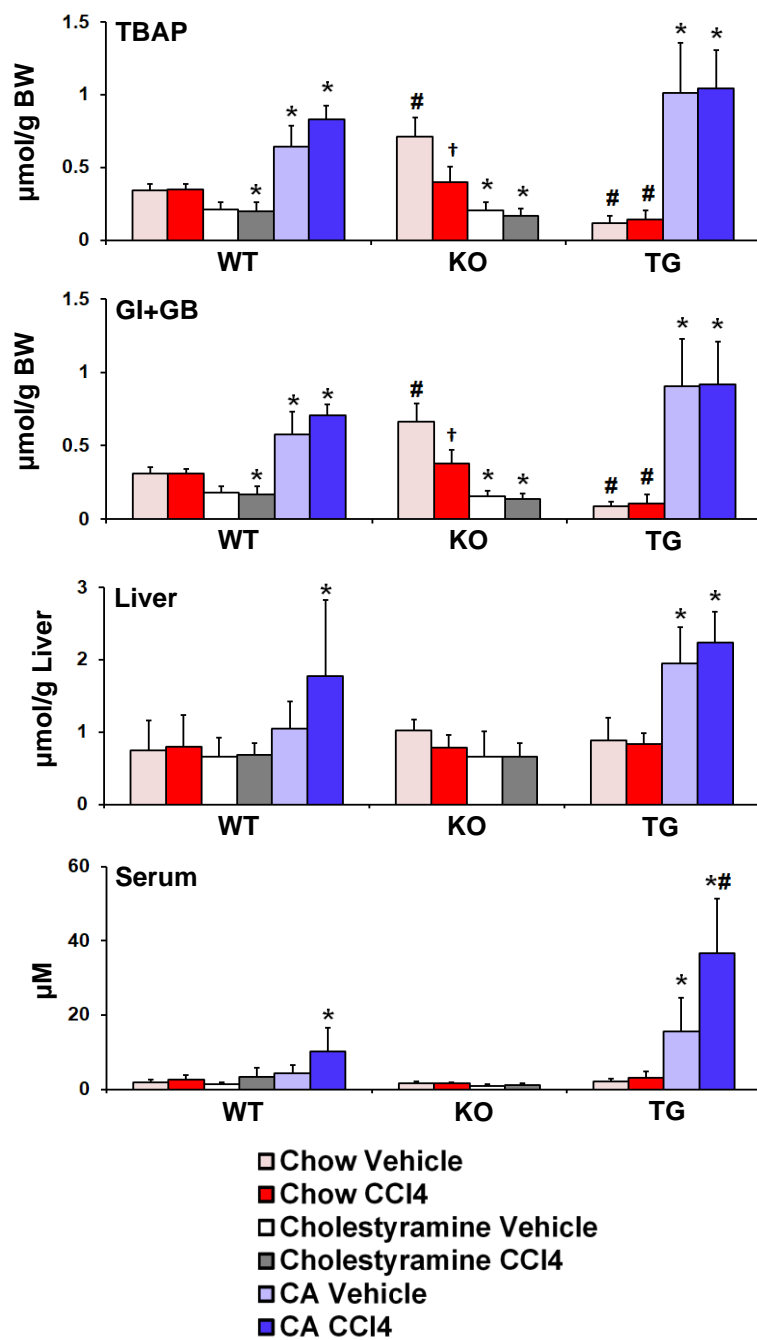 TBAP
µmol/g BW
1.5
1
0.5
0
* * * # † * * # # * *
WT KO TG
GI+GB
µmol/g BW
1.5
1
0.5
0
* * * # † * * # # * *
WT KO TG
Liver
µmol/g Liver
3
2
1
0
* * *
WT KO TG
Serum
µM
60
40
20
0
* * *#
WT KO TG
Chow Vehicle
Chow CCl4
Cholestyramine Vehicle
Cholestyramine CCl4
CA Vehicle
CA CCl4